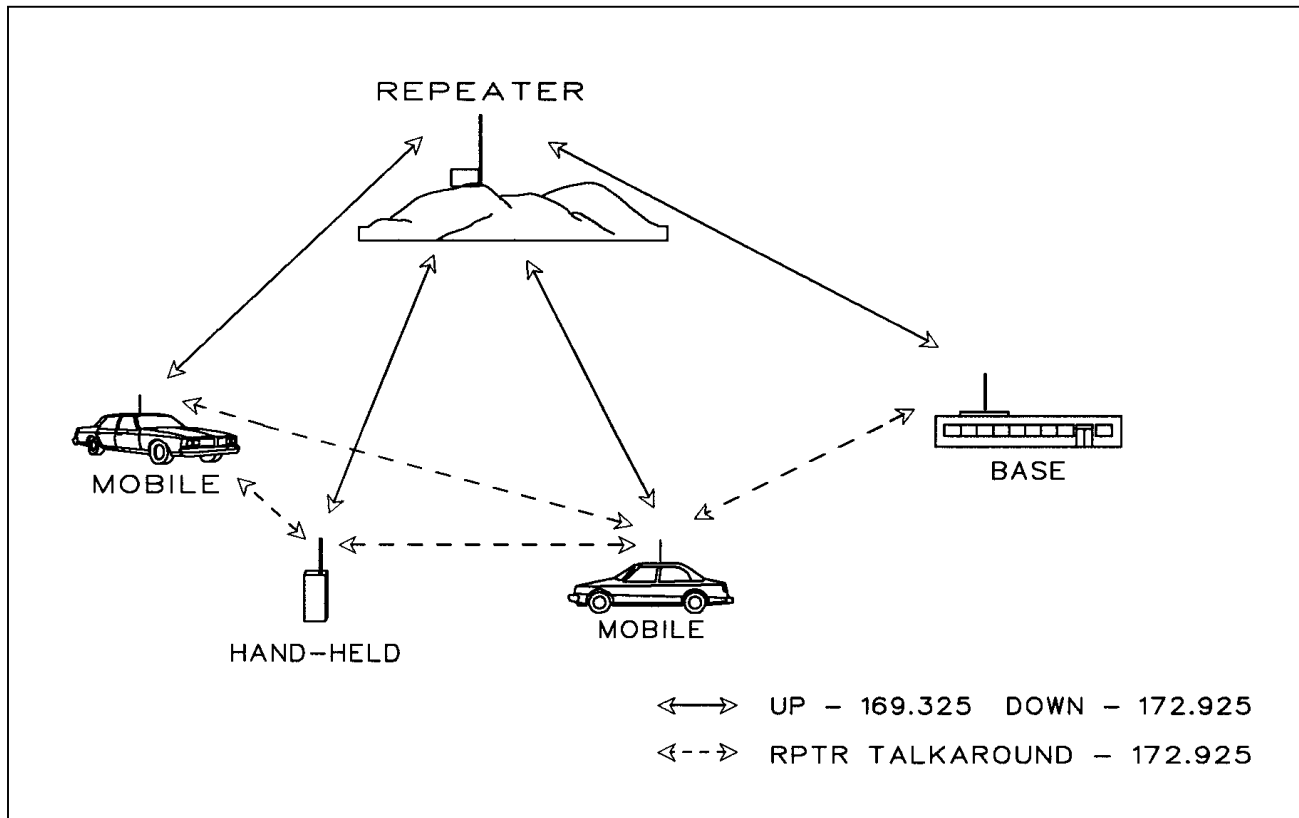 REPEATER
MOBILE
BASE
HAND-HELD
MOBILE
UP - 169.325 DOWN - 172.925
RPTR TALKAROUND - 172.925